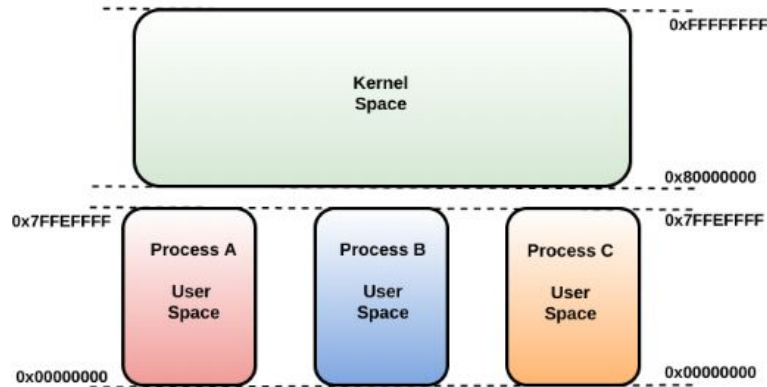 0xFFFFFFFF
Kernel
Space
0x80000000
0x7FFEFFFF
0x7FFEFFFF
Process A
User
Space
Process B
User
Space
Process C
User
Space
0x00000000
0x00000000